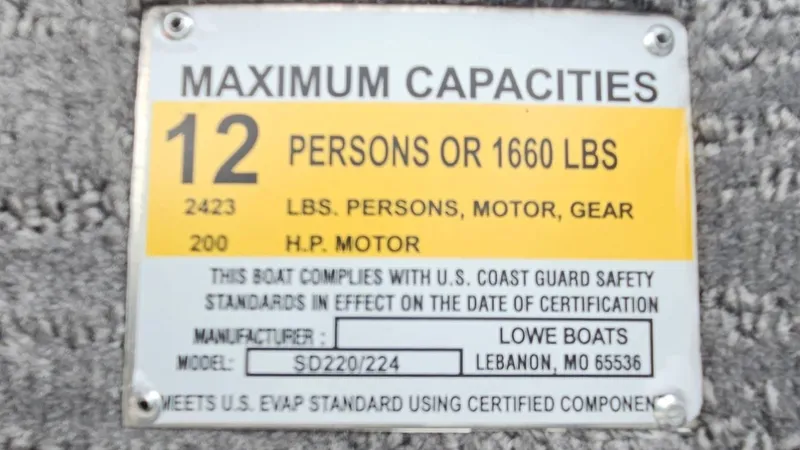 MAXIMUM CAPACITIES
12 PERSONS OR 1660 LBS
2423 LBS. PERSONS, MOTOR, GEAR
200 H.P. MOTOR
THIS BOAT COMPLIES WITH U.S. COAST GUARD SAFETY
STANDARDS IN EFFECT ON THE DATE OF CERTIFICATION
MANUFACTURER : LOWE BOATS
MODEL: SD220/224 LEBANON, MO 65536
MEETS U.S. EVAP STANDARD USING CERTIFIED COMPONEN